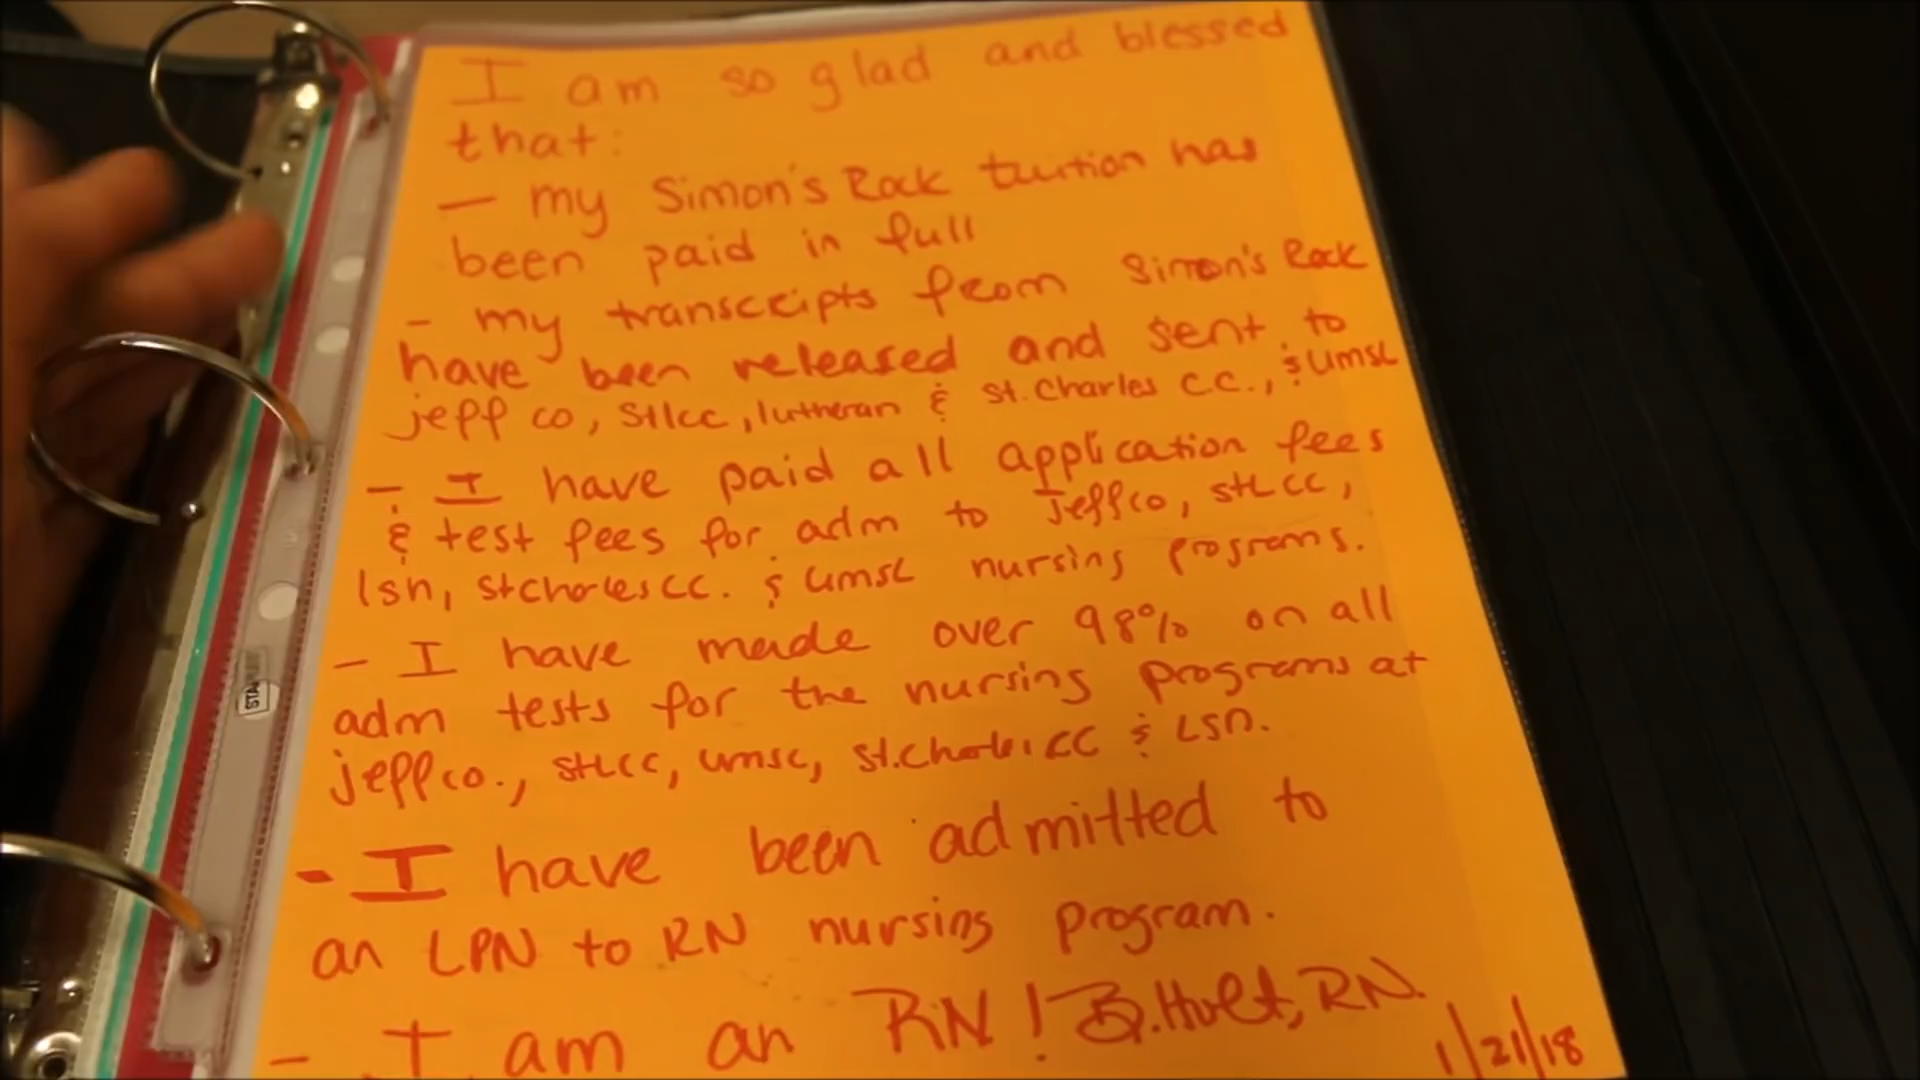 I am so glad and blessed
that:
— my Simon's Rock tuition has
been paid in full
- my transcripts from Simon's Rock
have been released and sent to
jeff co, Stlcc, lutheran & St. Charles C.C., & UMSL
- I have paid all application fees
& test fees for adm to Jeffco, STLCC,
lsn, St Charles CC. & UMSL nursing programs.
- I have made over 98% on all
adm tests for the nursing programs at
jeffco., STLCC, UMSL, St. Charles CC & LSN.
- I have been admitted to
an LPN to RN nursing program.
- I am an RN! B. Hult, RN.
1/21/18
STA